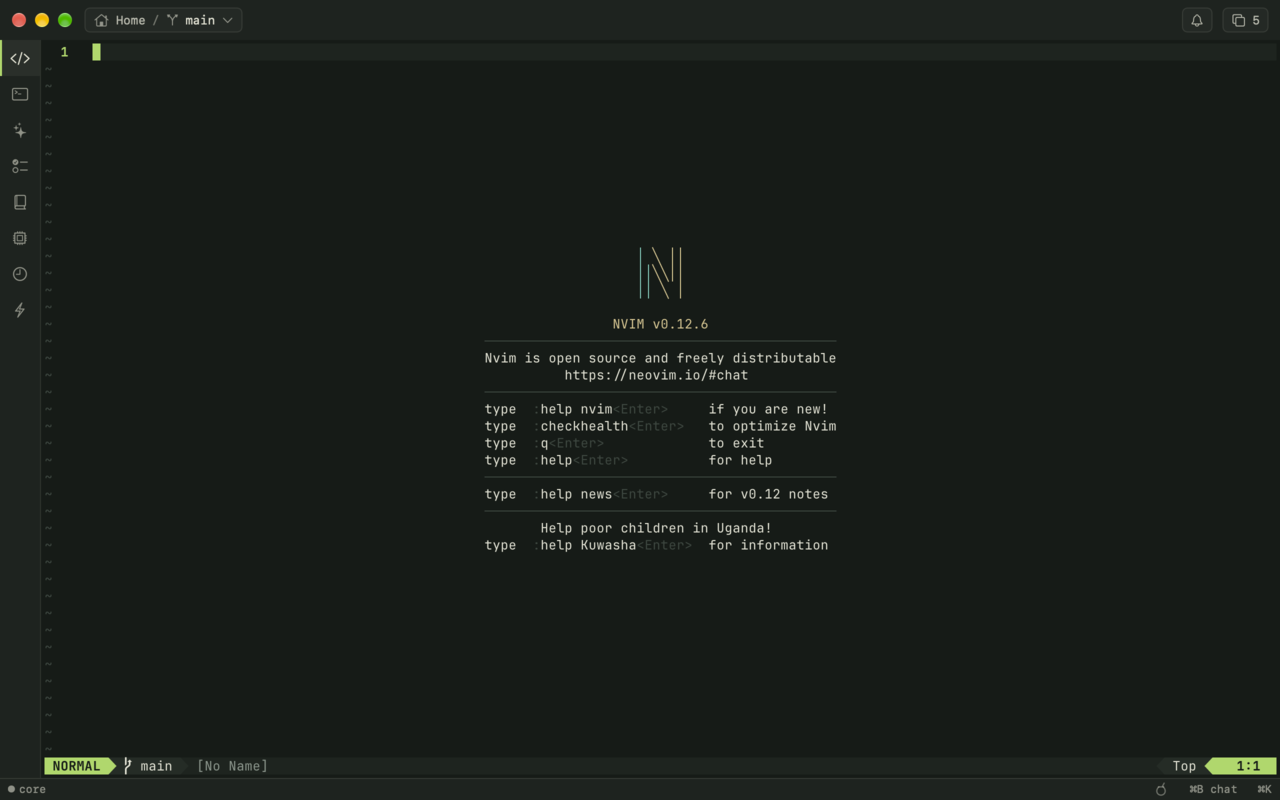 Home / main
5
1
NVIM v0.12.6
Nvim is open source and freely distributable
https://neovim.io/#chat
type :help nvim<Enter> if you are new!
type :checkhealth<Enter> to optimize Nvim
type :q<Enter> to exit
type :help<Enter> for help
type :help news<Enter> for v0.12 notes
Help poor children in Uganda!
type :help Kuwasha<Enter> for information
NORMAL main [No Name] Top 1:1
core ⌘B chat ⌘K